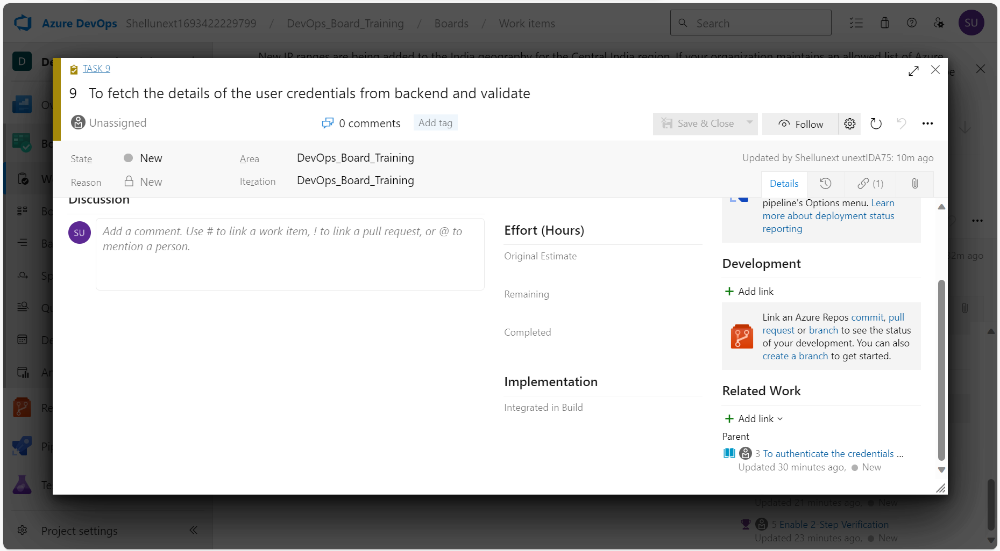 Azure DevOps Shellunext1693422229799 / DevOps_Board_Training / Boards / Work items
Search
SU
D
New IP ranges are being added to the India geography for the Central India region. If your organization maintains an allowed list of Azure
TASK 9
9 To fetch the details of the user credentials from backend and validate
Unassigned
0 comments
Add tag
Save & Close
Follow
State
New
Area
DevOps_Board_Training
Updated by Shellunext unextIDA75: 10m ago
Reason
New
Iteration
DevOps_Board_Training
Details
(1)
Discussion
SU
Add a comment. Use # to link a work item, ! to link a pull request, or @ to
mention a person.
Effort (Hours)
Original Estimate
Remaining
Completed
Implementation
Integrated in Build
pipeline's Options menu. Learn
more about deployment status
reporting
Development
+ Add link
Link an Azure Repos commit, pull
request or branch to see the status
of your development. You can also
create a branch to get started.
Related Work
+ Add link
Parent
3 To authenticate the credentials ...
Updated 30 minutes ago, New
32m ago
Updated 21 minutes ago, New
5 Enable 2-Step Verification
Updated 23 minutes ago, New
Project settings